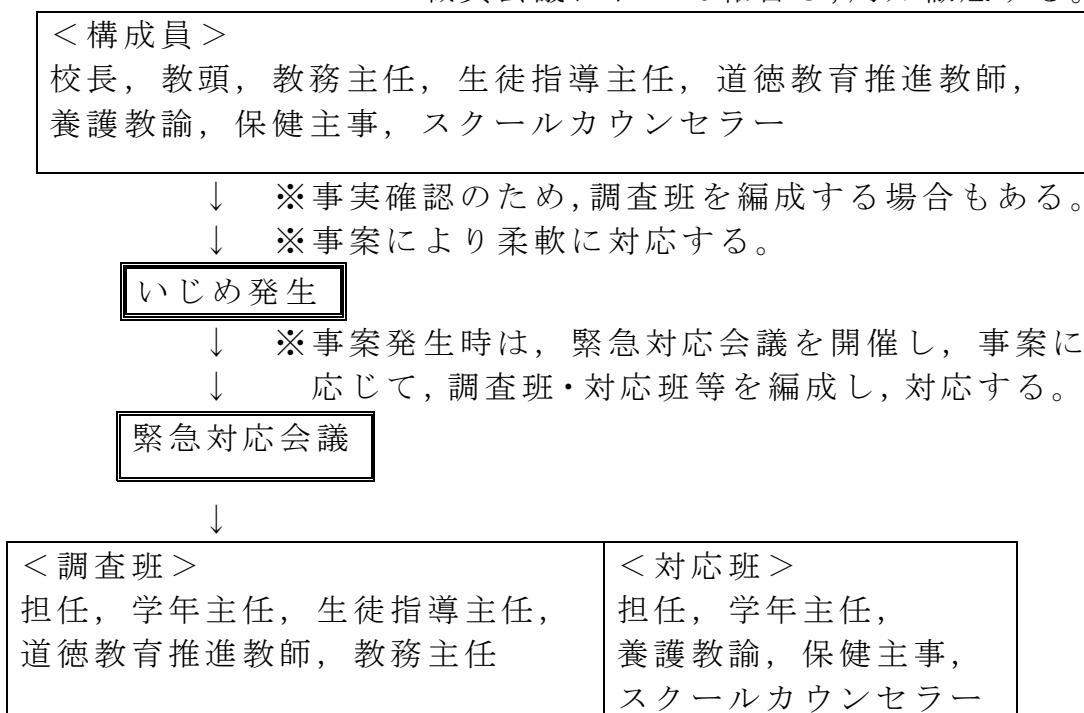 ＜構成員＞
校長，教頭，教務主任，生徒指導主任，道徳教育推進教師，
養護教諭，保健主事，スクールカウンセラー
↓　※事実確認のため，調査班を編成する場合もある。
↓　※事案により柔軟に対応する。
いじめ発生
↓　※事案発生時は，緊急対応会議を開催し，事案に
↓　応じて，調査班・対応班等を編成し，対応する。
緊急対応会議
↓
＜調査班＞
担任，学年主任，生徒指導主任，
道徳教育推進教師，教務主任
＜対応班＞
担任，学年主任，
養護教諭，保健主事，
スクールカウンセラー